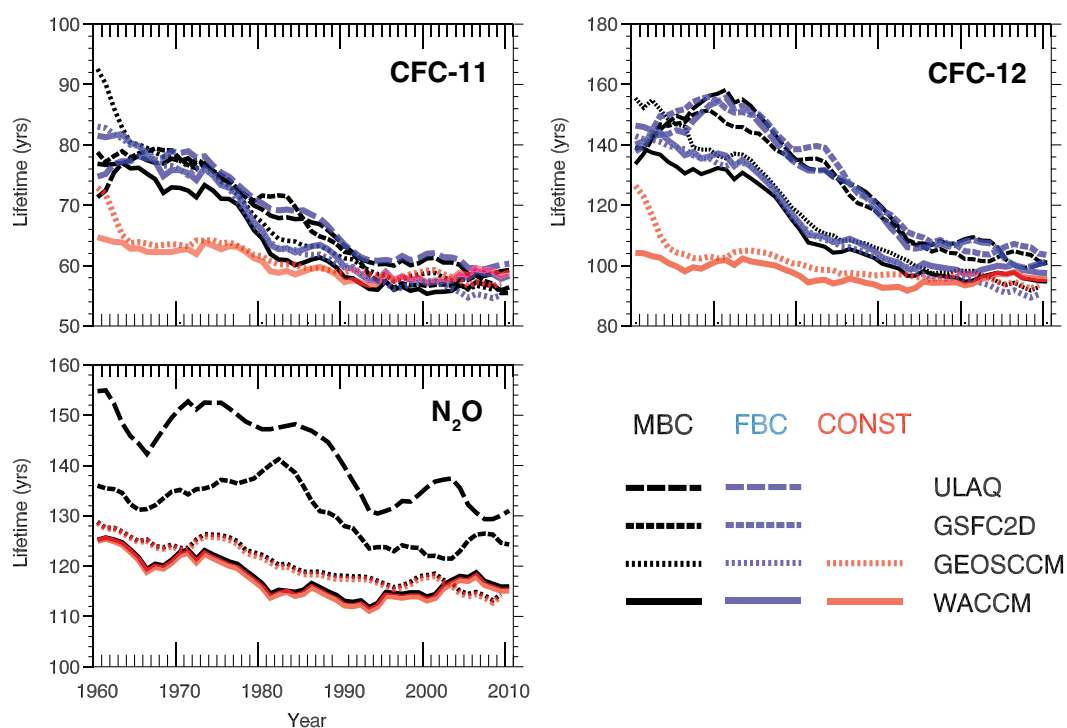 100
90
80
70
60
50
Lifetime (yrs)
CFC-11
180
160
140
120
100
80
Lifetime (yrs)
CFC-12
160
150
140
130
120
110
100
Lifetime (yrs)
N2O
1960 1970 1980 1990 2000 2010
Year
MBC FBC CONST
ULAQ
GSFC2D
GEOSCCM
WACCM